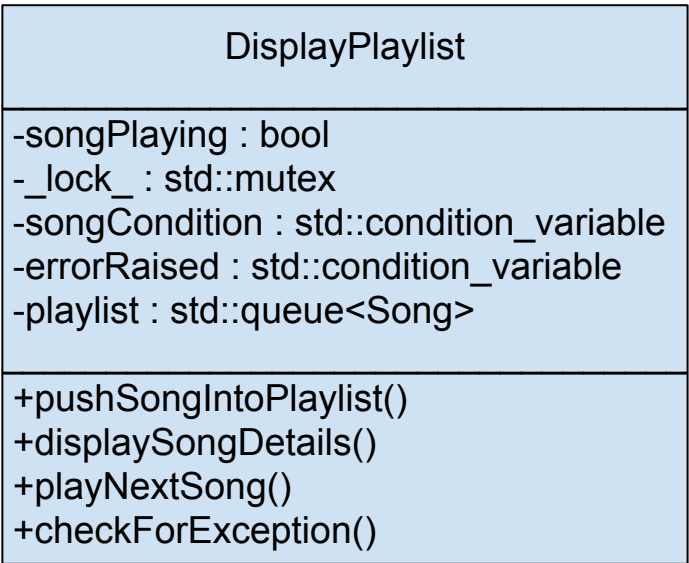 DisplayPlaylist
-songPlaying : bool
-_lock_ : std::mutex
-songCondition : std::condition_variable
-errorRaised : std::condition_variable
-playlist : std::queue<Song>
+pushSongIntoPlaylist()
+displaySongDetails()
+playNextSong()
+checkForException()